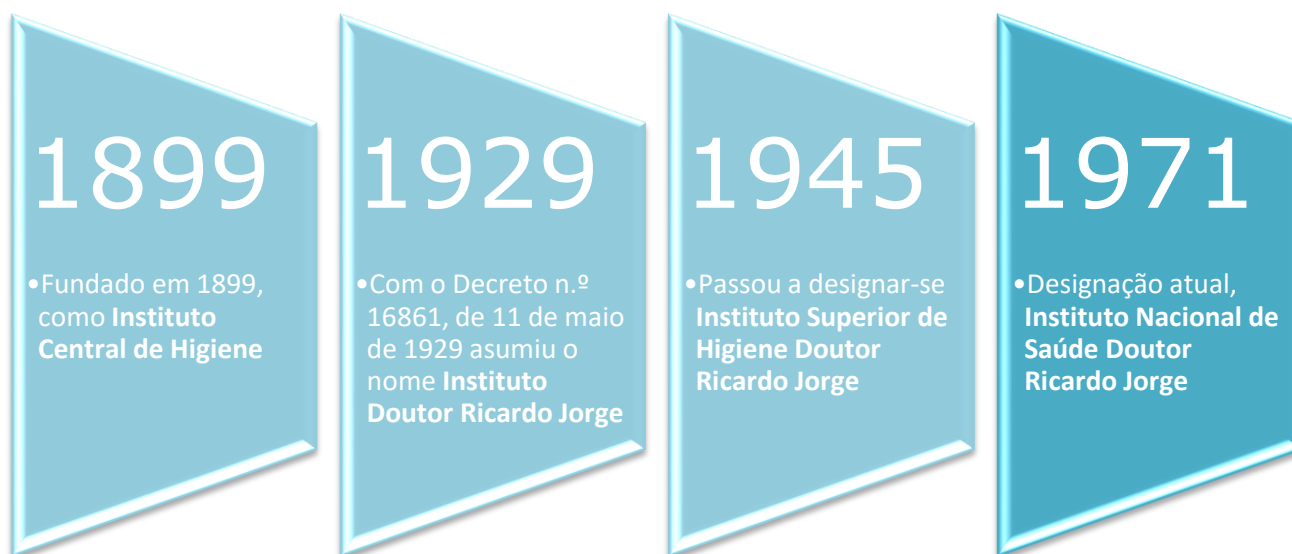 1899
•Fundado em 1899,
como Instituto
Central de Higiene
1929
•Com o Decreto n.º
16861, de 11 de maio
de 1929 asumiu o
nome Instituto
Doutor Ricardo Jorge
1945
•Passou a designar-se
Instituto Superior de
Higiene Doutor
Ricardo Jorge
1971
•Designação atual,
Instituto Nacional de
Saúde Doutor
Ricardo Jorge